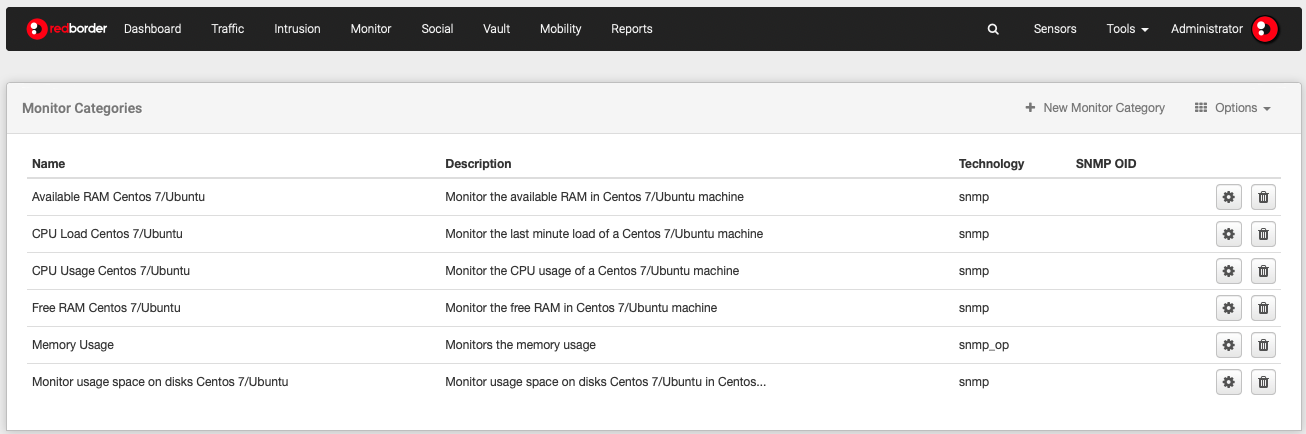 redborder Dashboard Traffic Intrusion Monitor Social Vault Mobility Reports Sensors Tools Administrator
Monitor Categories New Monitor Category Options
Name Description Technology SNMP OID
Available RAM Centos 7/Ubuntu Monitor the available RAM in Centos 7/Ubuntu machine snmp
CPU Load Centos 7/Ubuntu Monitor the last minute load of a Centos 7/Ubuntu machine snmp
CPU Usage Centos 7/Ubuntu Monitor the CPU usage of a Centos 7/Ubuntu machine snmp
Free RAM Centos 7/Ubuntu Monitor the free RAM in Centos 7/Ubuntu machine snmp
Memory Usage Monitors the memory usage snmp_op
Monitor usage space on disks Centos 7/Ubuntu Monitor usage space on disks Centos 7/Ubuntu in Centos... snmp